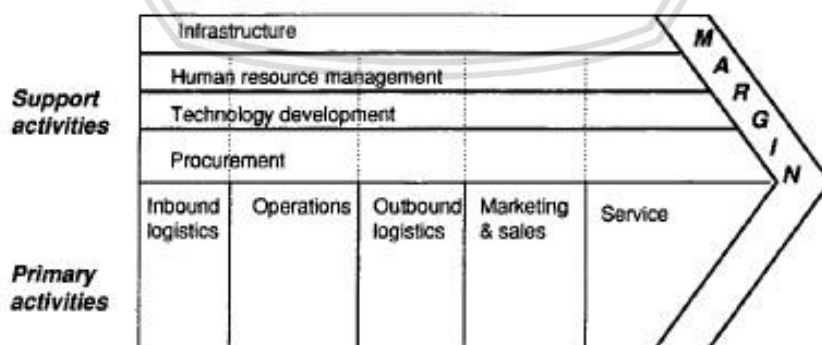 Infrastructure
Human resource management
Technology development
Procurement
Support
activities
MARGIN
Inbound
logistics
Operations
Outbound
logistics
Marketing
& sales
Service
Primary
activities